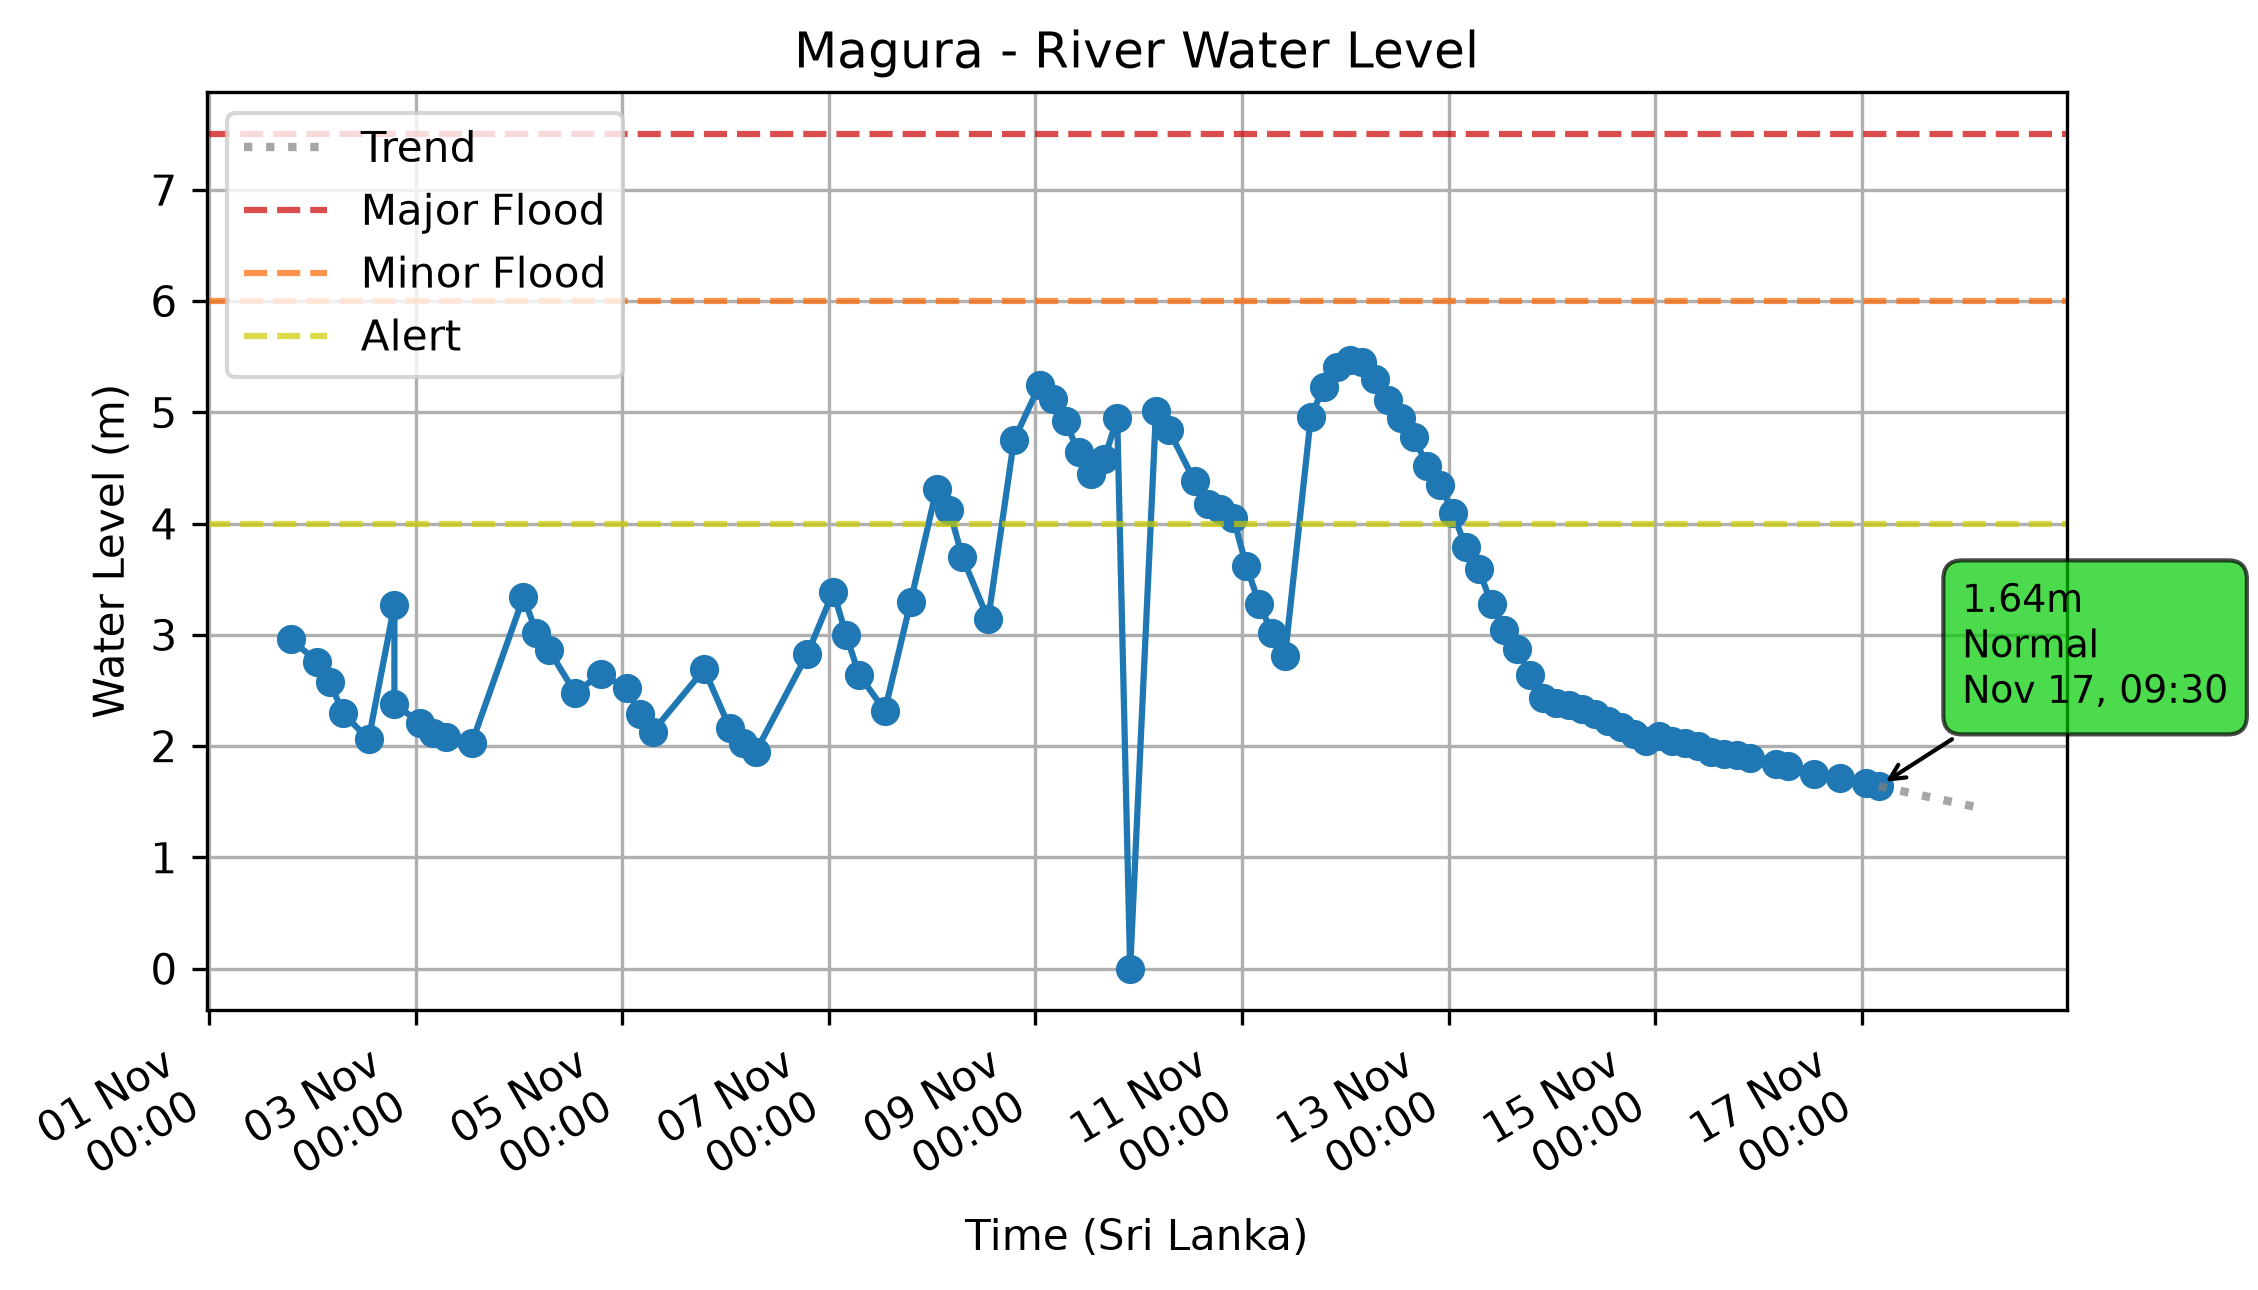 Magura - River Water Level
Trend
Major Flood
Minor Flood
Alert
Water Level (m)
7
6
5
4
3
2
1
0
1.64m
Normal
Nov 17, 09:30
01 Nov
00:00
03 Nov
00:00
05 Nov
00:00
07 Nov
00:00
09 Nov
00:00
11 Nov
00:00
13 Nov
00:00
15 Nov
00:00
17 Nov
00:00
Time (Sri Lanka)